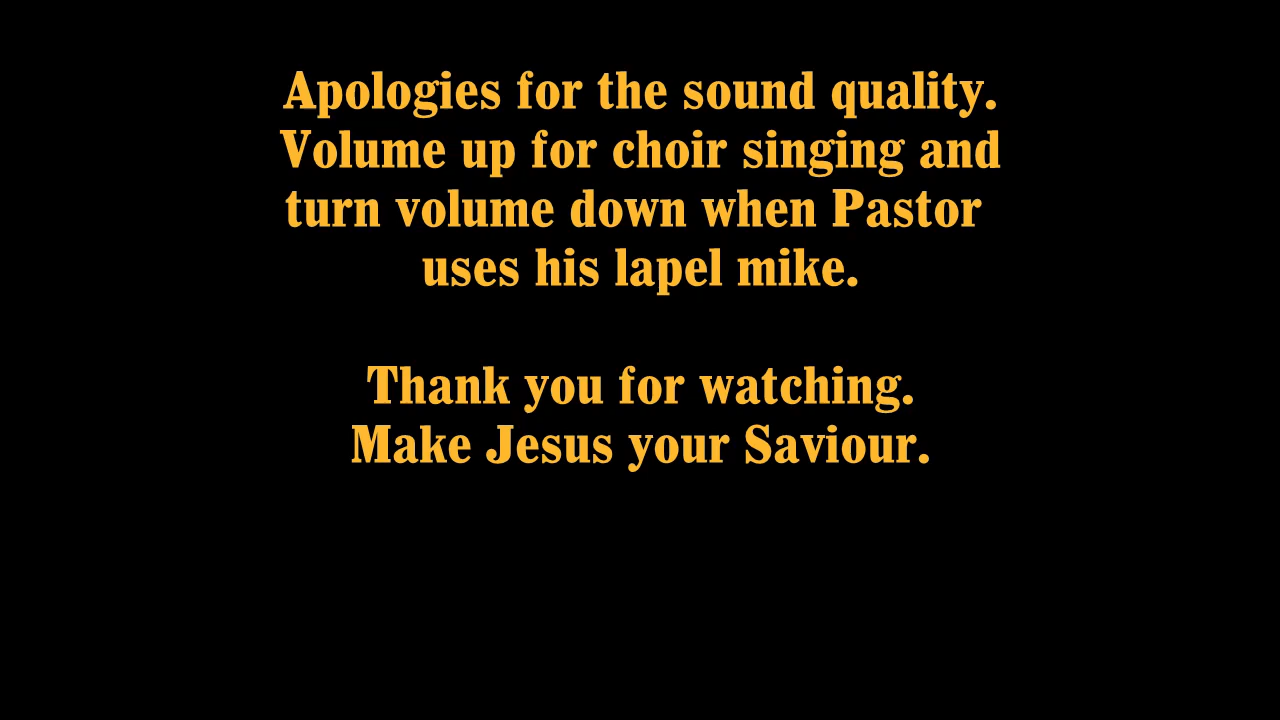 Apologies for the sound quality.
Volume up for choir singing and
turn volume down when Pastor
uses his lapel mike.
Thank you for watching.
Make Jesus your Saviour.